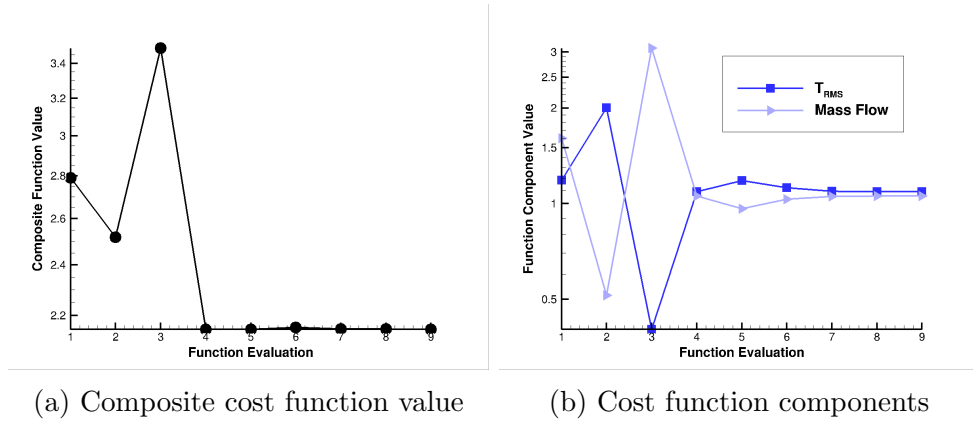 Composite Function Value
3.4
3.2
3
2.8
2.6
2.4
2.2
1 2 3 4 5 6 7 8 9
Function Evaluation
(a) Composite cost function value
Function Component Value
3
2.5
2
1.5
1
0.5
1 2 3 4 5 6 7 8 9
Function Evaluation
T_RMS
Mass Flow
(b) Cost function components